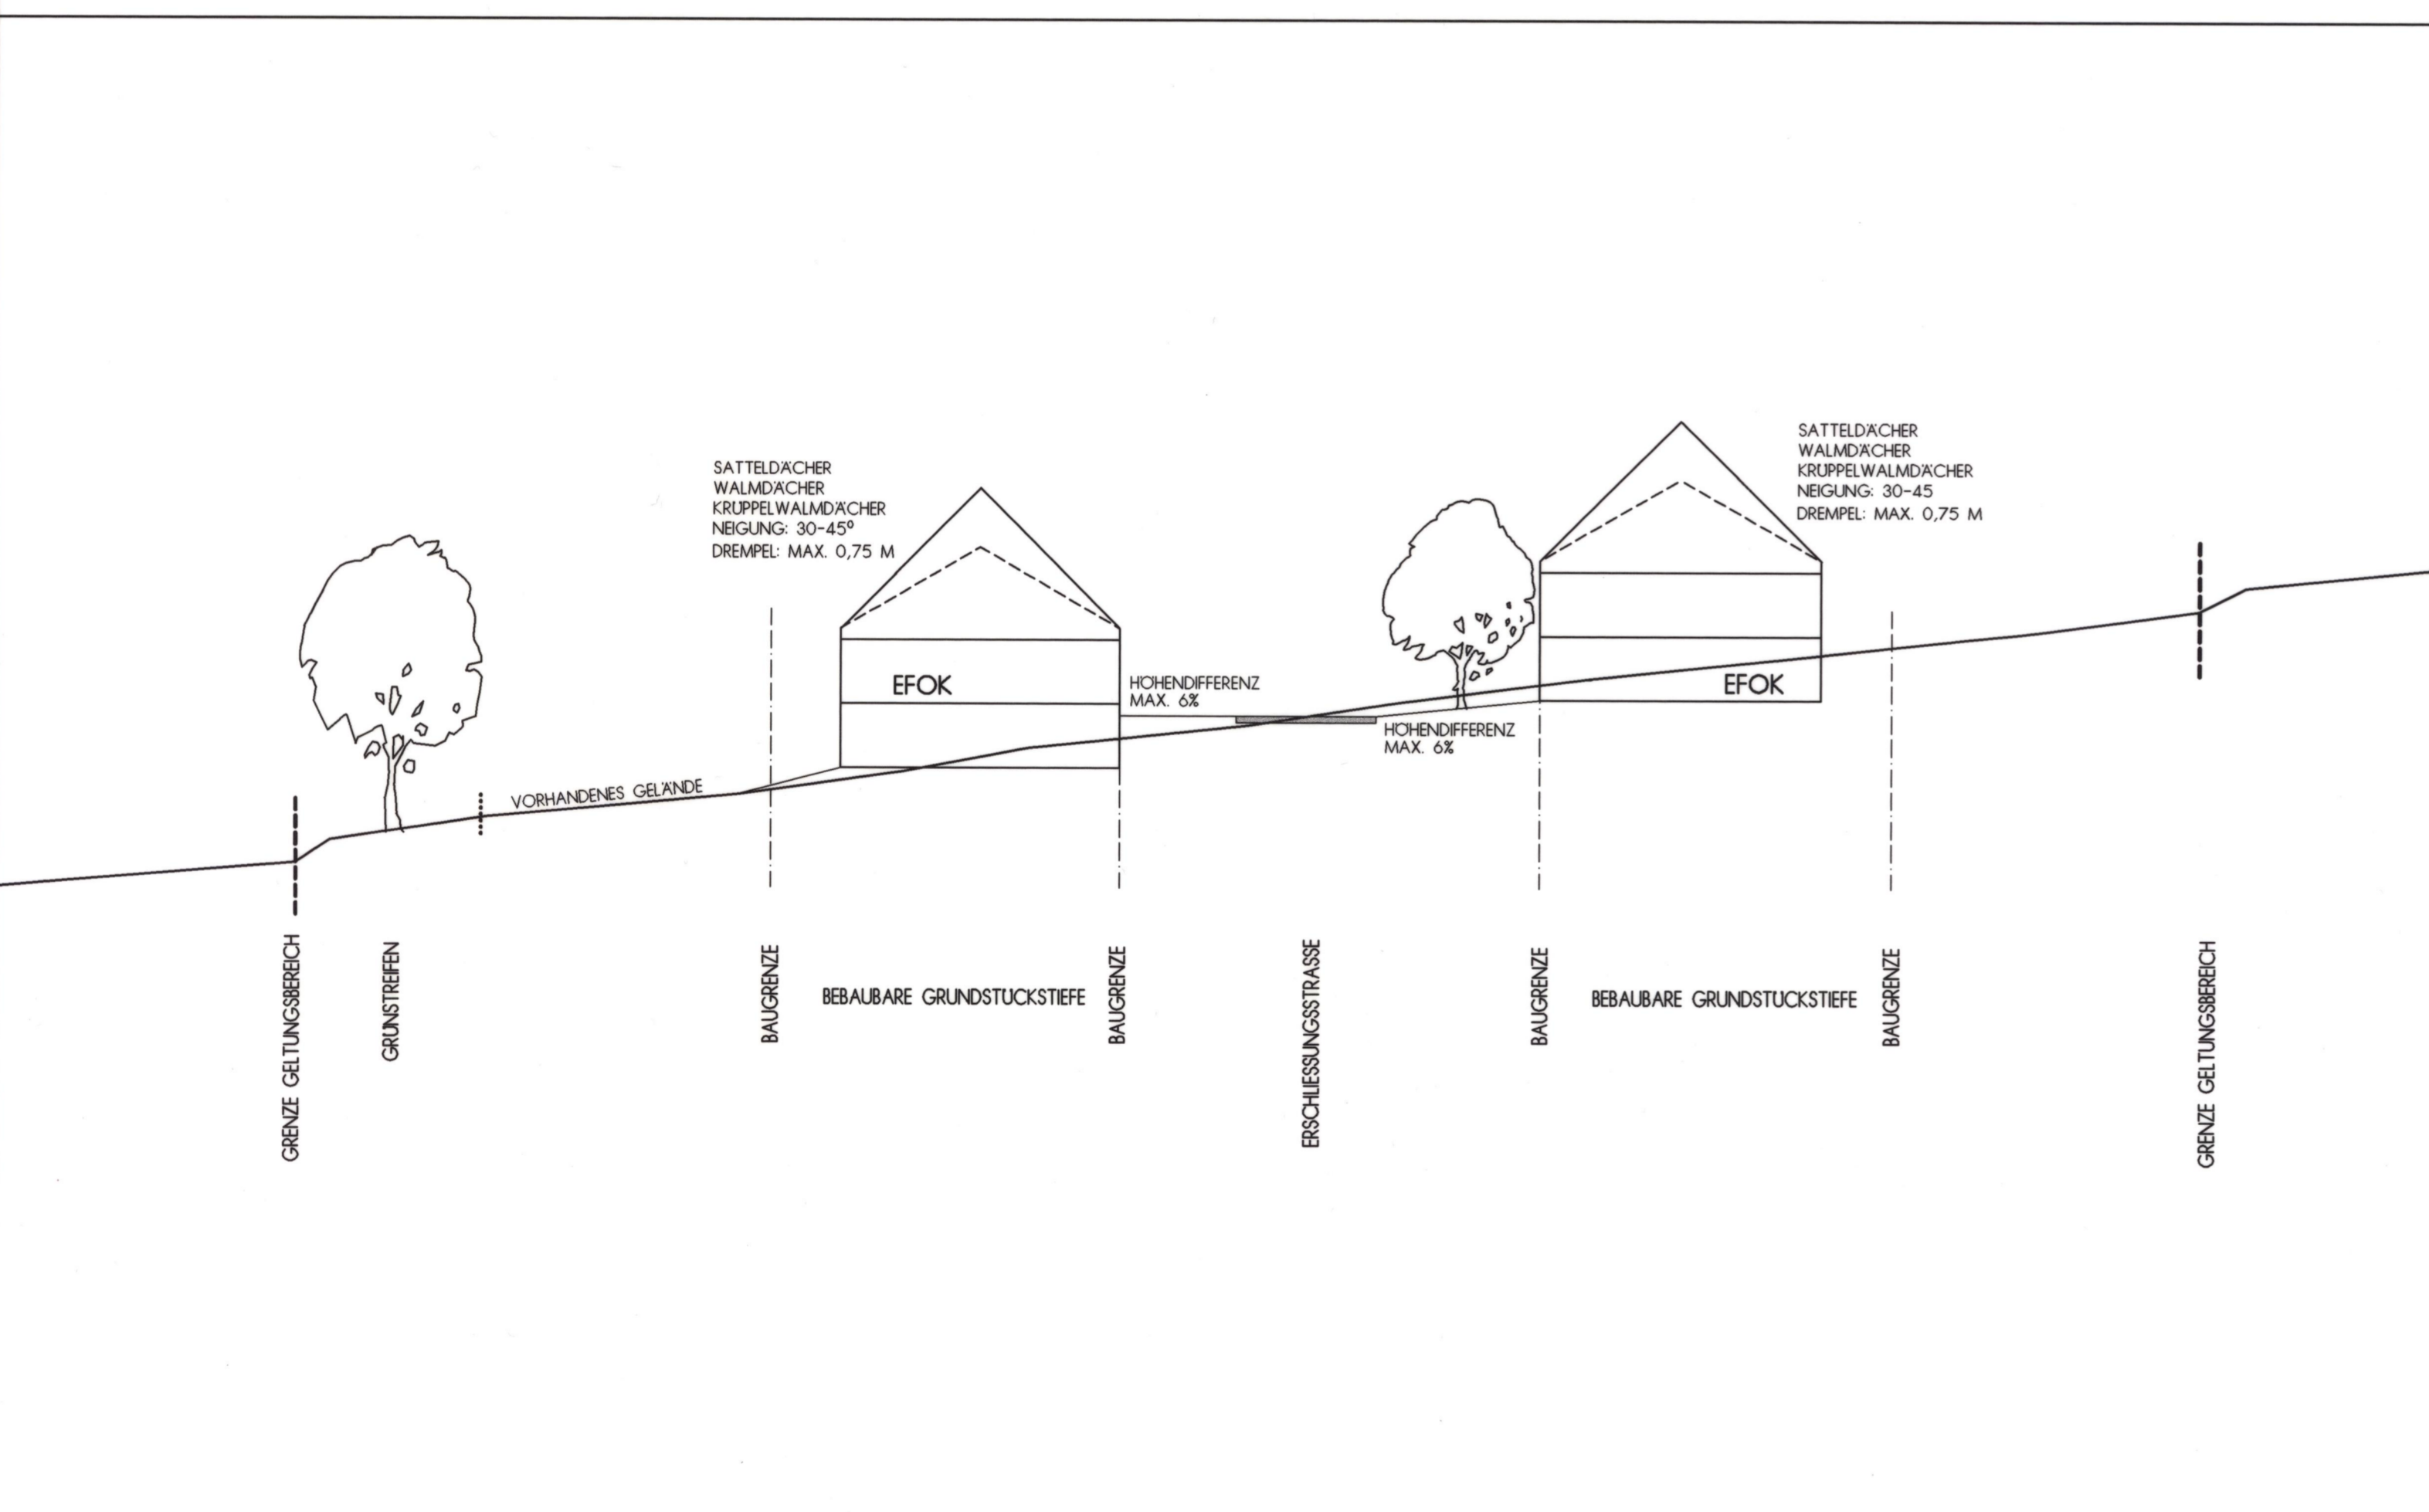 SATTELDÄCHER
WALMDÄCHER
KRÜPPELWALMDÄCHER
NEIGUNG: 30-45
DREMPEL: MAX. 0,75 M
SATTELDÄCHER
WALMDÄCHER
KRÜPPELWALMDÄCHER
NEIGUNG: 30-45°
DREMPEL: MAX. 0,75 M
EFOK
HÖHENDIFFERENZ
MAX. 6%
EFOK
HÖHENDIFFERENZ
MAX. 6%
VORHANDENES GELÄNDE
GRENZE GELTUNGSBEREICH
GRÜNSTREIFEN
BAUGRENZE
BEBAUBARE GRUNDSTÜCKSTIEFE
BAUGRENZE
ERSCHLIESSUNGSSTRASSE
BAUGRENZE
BEBAUBARE GRUNDSTÜCKSTIEFE
BAUGRENZE
GRENZE GELTUNGSBEREICH